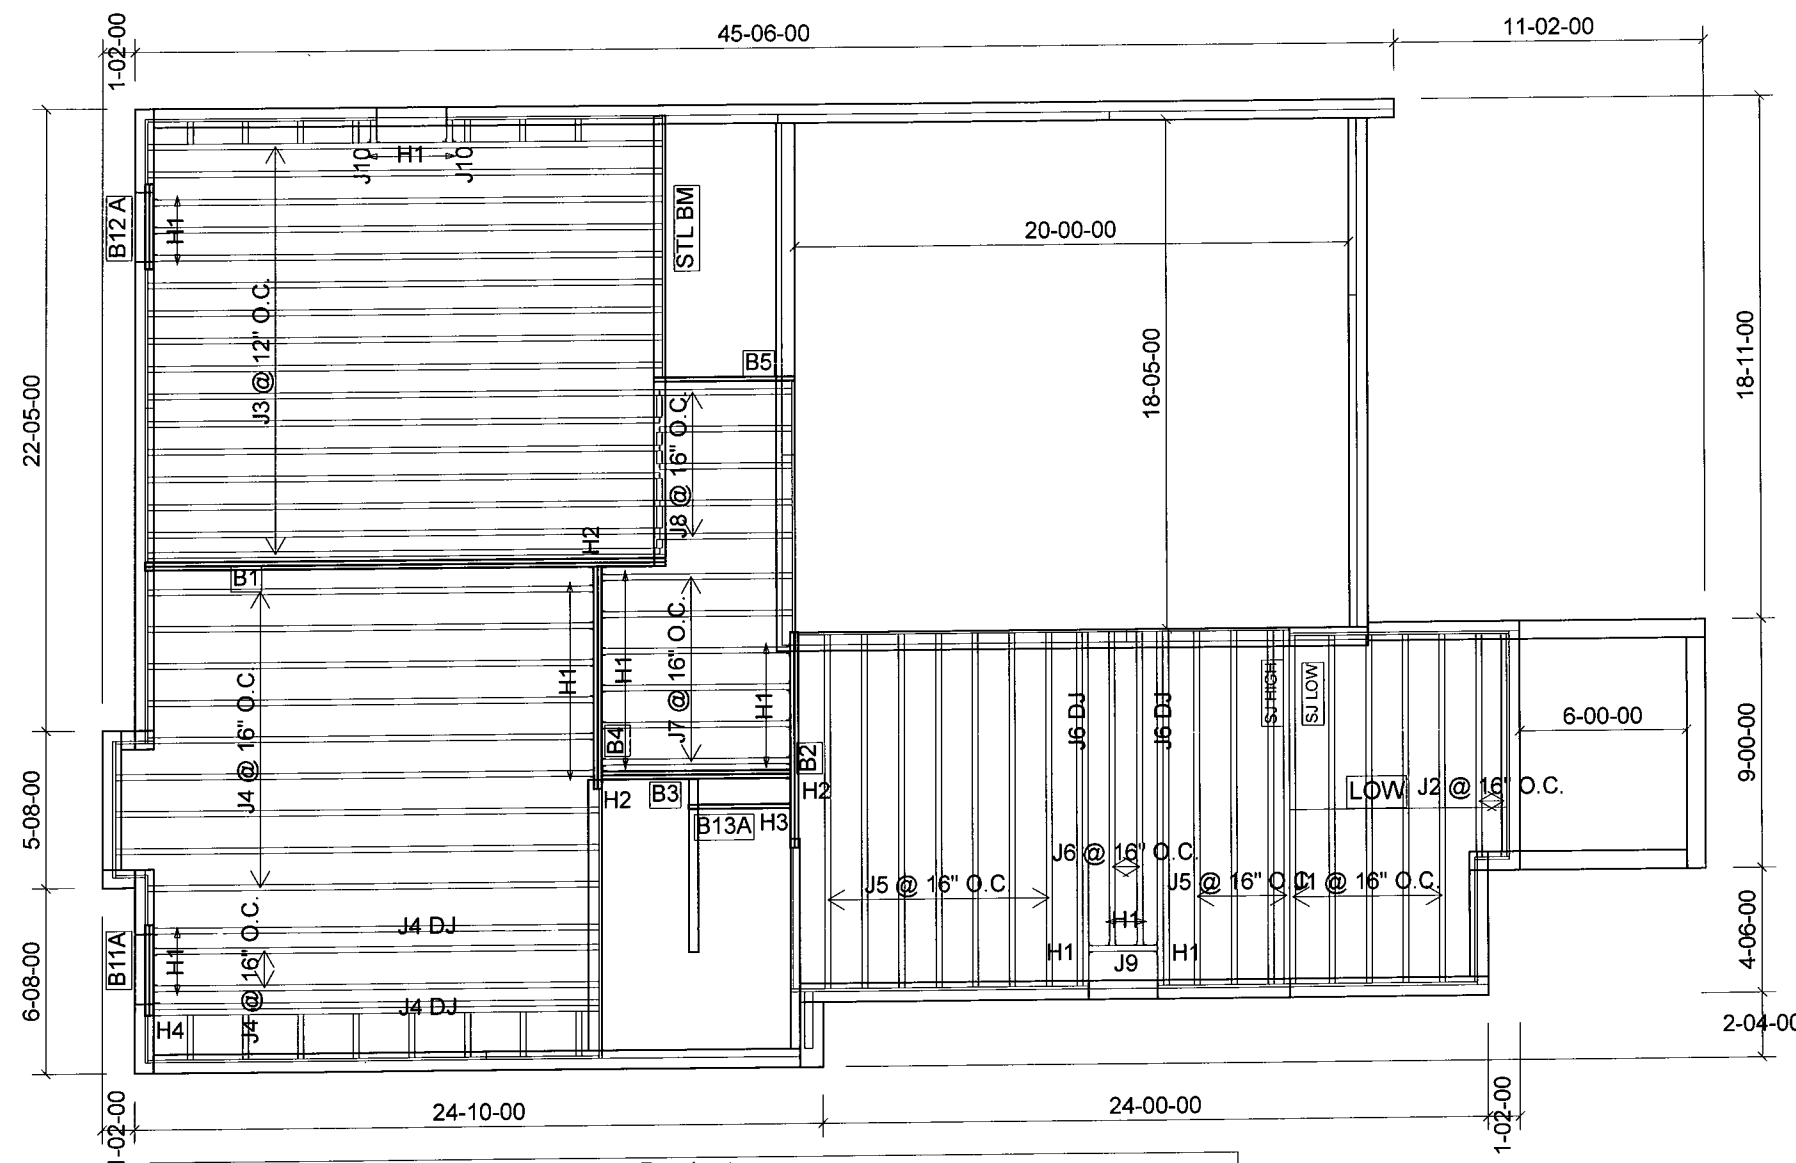 1-02-00
45-06-00
11-02-00
J10
H1
J10
B12 A
H1
STL BM
20-00-00
J3 @ 12" O.C.
B5
18-05-00
18-11-00
22-05-00
J8 @ 16" O.C.
H2
B1
H1
H1
J7 @ 16" O.C.
H1
J4 @ 16" O.C.
B4
B2
J6 DJ
J6 DJ
SJ HIGH
SJ LOW
6-00-00
9-00-00
H2
B3
H2
LOW
J2 @ 16" O.C.
5-08-00
B13A
H3
J6 @ 16" O.C.
J5 @ 16" O.C.
J5 @ 16" O.C.
J1 @ 16" O.C.
J4 DJ
H1
4-06-00
B11A
H1
J4 @ 16" O.C.
H1
J9
H1
6-08-00
J4 DJ
H4
2-04-00
1-02-00
24-10-00
24-00-00
1-02-00